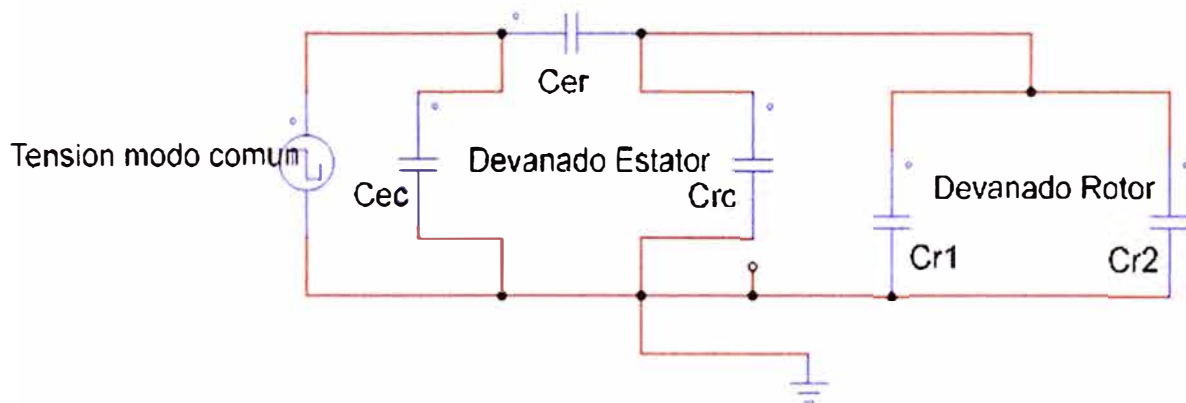 Cer
Tension modo comun
Devanado Estator
Devanado Rotor
Cec
Crc
Cr1
Cr2